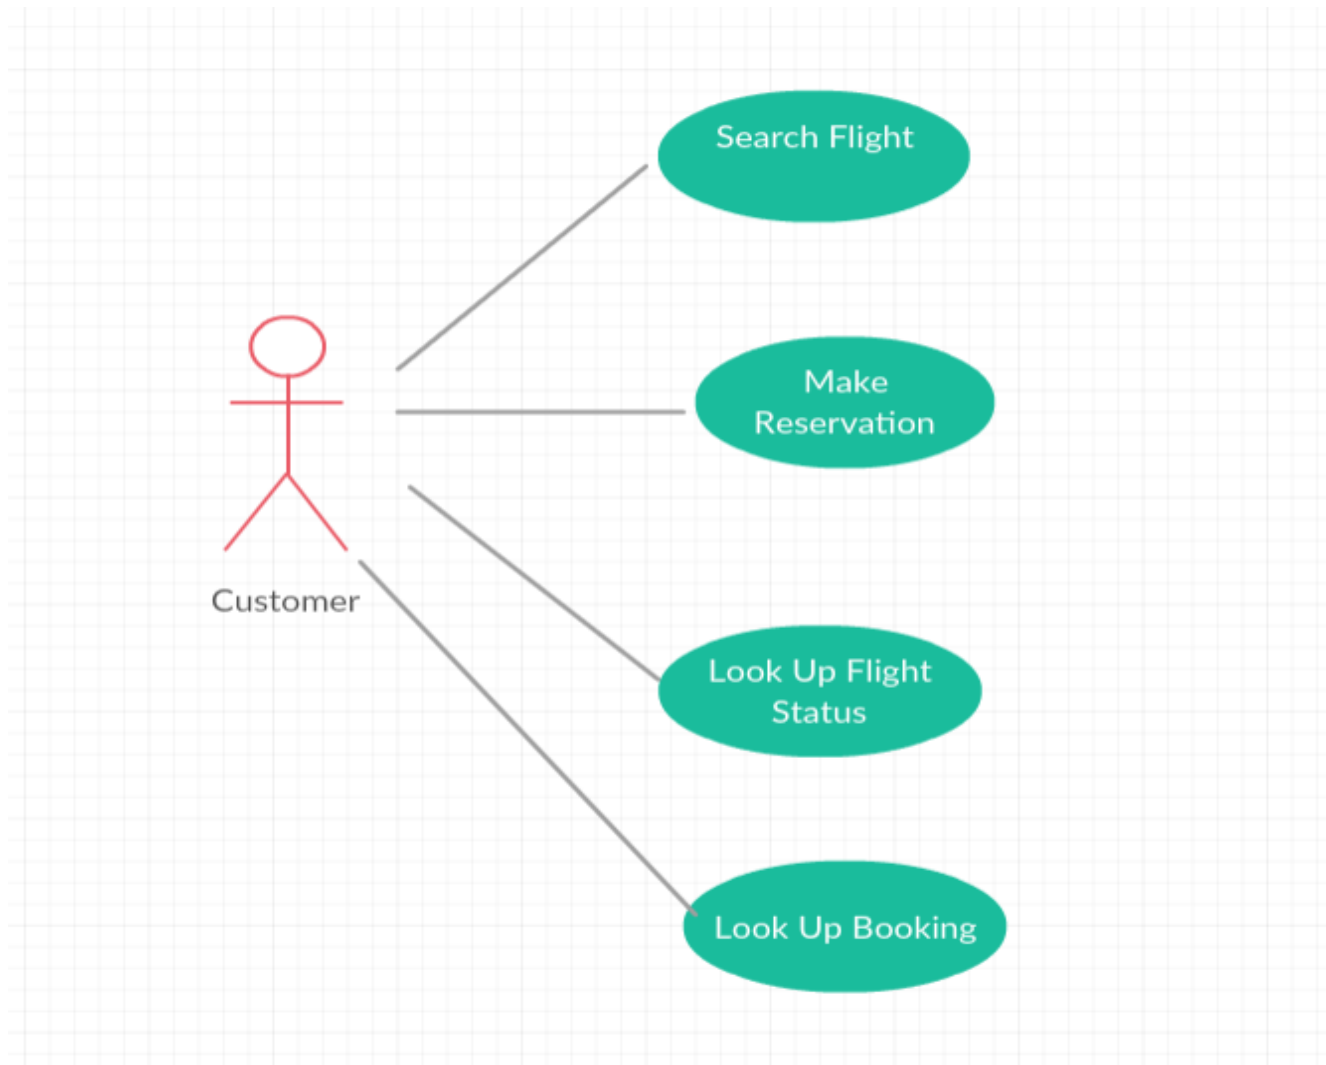 Search Flight
Make
Reservation
Customer
Look Up Flight
Status
Look Up Booking